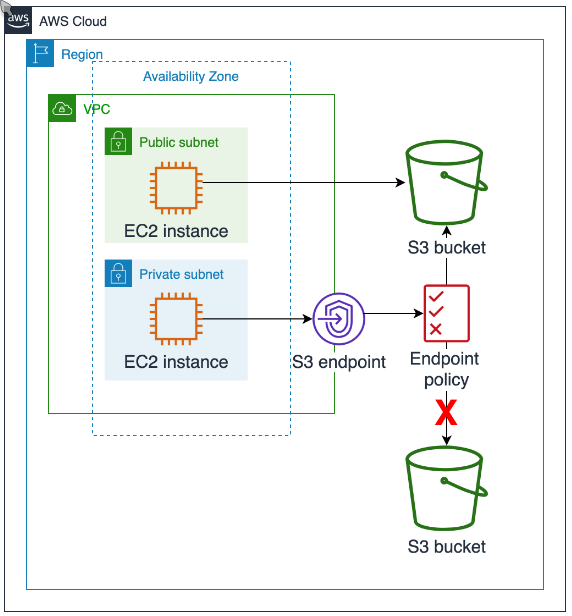 aws
AWS Cloud
Region
Availability Zone
VPC
Public subnet
EC2 instance
S3 bucket
Private subnet
EC2 instance
S3 endpoint
Endpoint
policy
X
S3 bucket